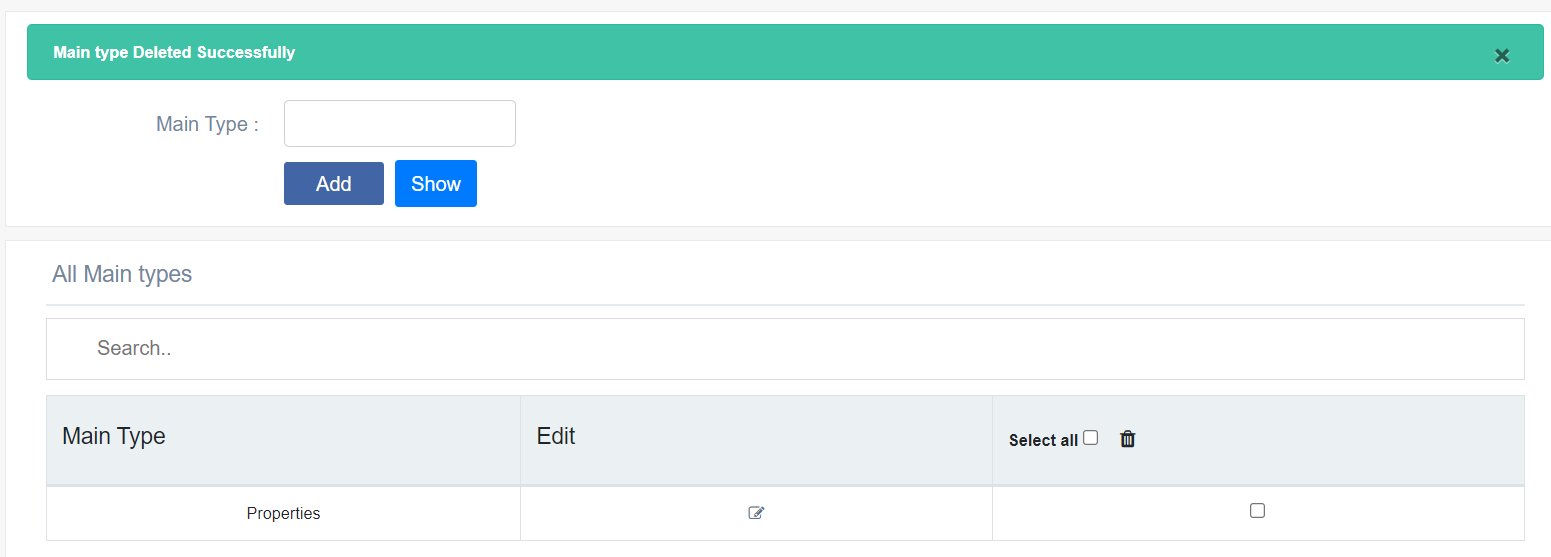 Main type Deleted Successfully
Main Type :
Add Show
All Main types
Search..
Main Type Edit Select all
Properties